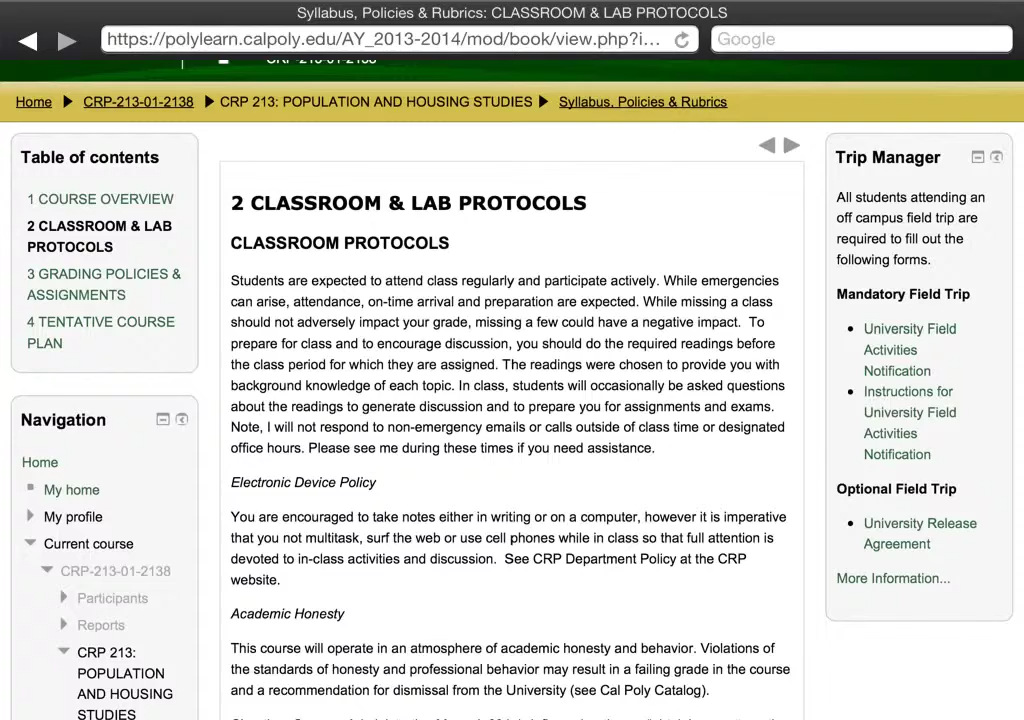 Syllabus, Policies & Rubrics: CLASSROOM & LAB PROTOCOLS
https://polylearn.calpoly.edu/AY_2013-2014/mod/book/view.php?i...
Google
CRP-213-01-2138
Home CRP-213-01-2138 CRP 213: POPULATION AND HOUSING STUDIES Syllabus, Policies & Rubrics
Table of contents
1 COURSE OVERVIEW
2 CLASSROOM & LAB
PROTOCOLS
3 GRADING POLICIES &
ASSIGNMENTS
4 TENTATIVE COURSE
PLAN
Navigation
Home
My home
My profile
Current course
CRP-213-01-2138
Participants
Reports
CRP 213:
POPULATION
AND HOUSING
STUDIES
2 CLASSROOM & LAB PROTOCOLS
CLASSROOM PROTOCOLS
Students are expected to attend class regularly and participate actively. While emergencies
can arise, attendance, on-time arrival and preparation are expected. While missing a class
should not adversely impact your grade, missing a few could have a negative impact. To
prepare for class and to encourage discussion, you should do the required readings before
the class period for which they are assigned. The readings were chosen to provide you with
background knowledge of each topic. In class, students will occasionally be asked questions
about the readings to generate discussion and to prepare you for assignments and exams.
Note, I will not respond to non-emergency emails or calls outside of class time or designated
office hours. Please see me during these times if you need assistance.
Electronic Device Policy
You are encouraged to take notes either in writing or on a computer, however it is imperative
that you not multitask, surf the web or use cell phones while in class so that full attention is
devoted to in-class activities and discussion. See CRP Department Policy at the CRP
website.
Academic Honesty
This course will operate in an atmosphere of academic honesty and behavior. Violations of
the standards of honesty and professional behavior may result in a failing grade in the course
and a recommendation for dismissal from the University (see Cal Poly Catalog).
Trip Manager
All students attending an
off campus field trip are
required to fill out the
following forms.
Mandatory Field Trip
University Field
Activities
Notification
Instructions for
University Field
Activities
Notification
Optional Field Trip
University Release
Agreement
More Information...